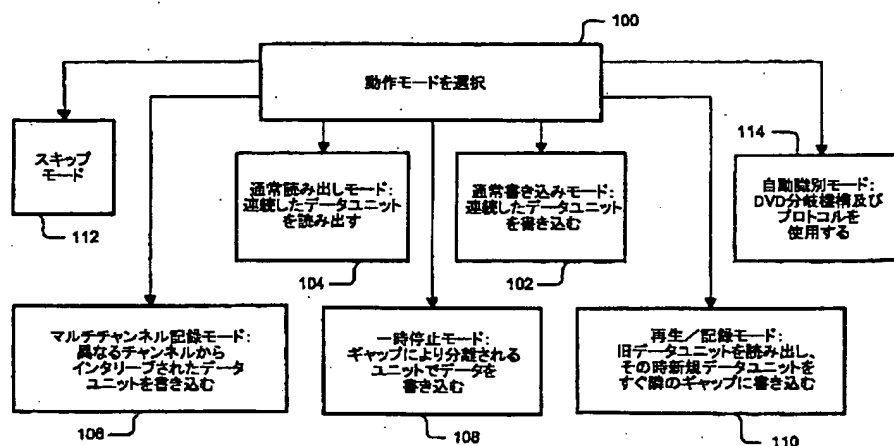 100
動作モードを選択
スキップ
モード
112
通常読み出しモード:
連続したデータユニット
を読み出す
104
通常書き込みモード:
連続したデータユニット
を書き込む
102
114
自動識別モード:
DVD分岐機構及び
プロトコルを
使用する
マルチチャンネル記録モード:
異なるチャンネルから
インタリーブされたデータ
ユニットを書き込む
106
一時停止モード:
ギャップにより分離される
ユニットでデータを
書き込む
108
再生/記録モード:
旧データユニットを読み出し、
その時新規データユニットを
すぐ隣のギャップに書き込む
110